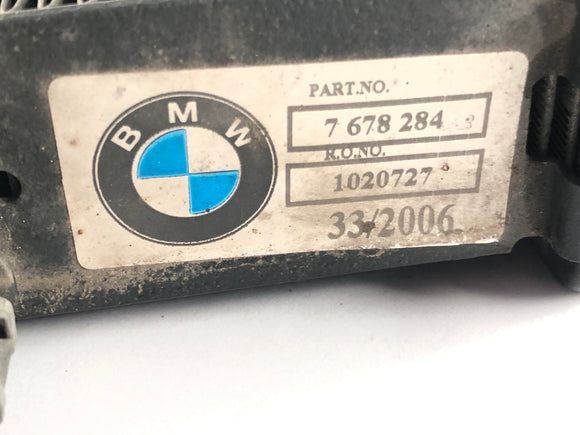 BMW
PART.NO.
7 678 284
R.O.NO.
1020727
33/2006